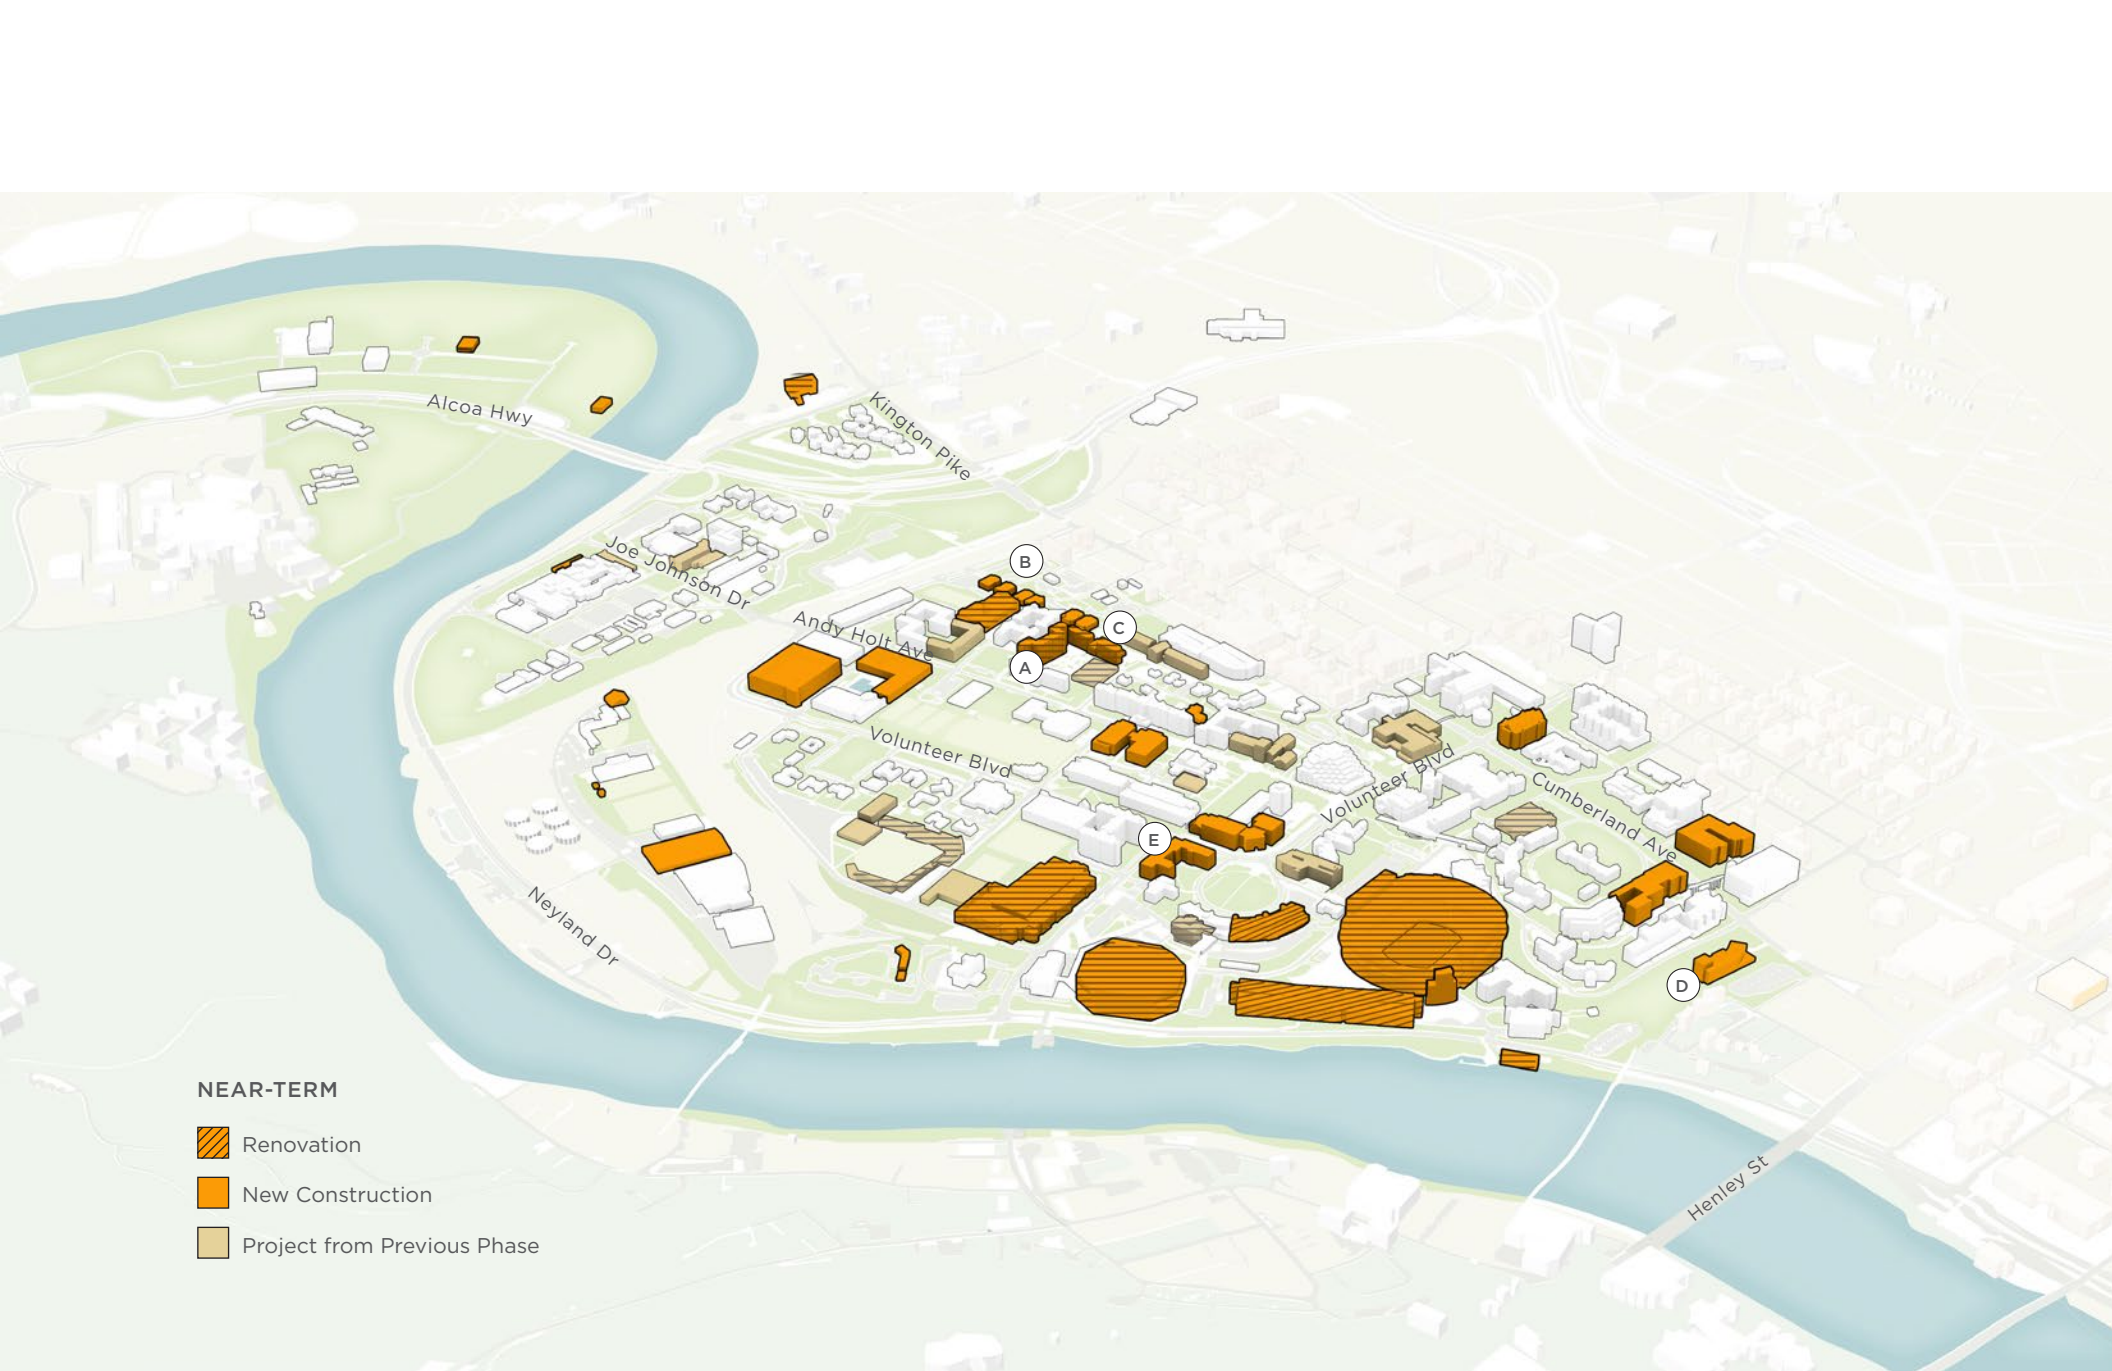 Alcoa Hwy
Kington Pike
Joe Johnson Dr
B
Andy Holt Ave
C
A
Volunteer Blvd
Volunteer Blvd
Cumberland Ave
E
Neyland Dr
D
NEAR-TERM
Renovation
New Construction
Project from Previous Phase
Henley St